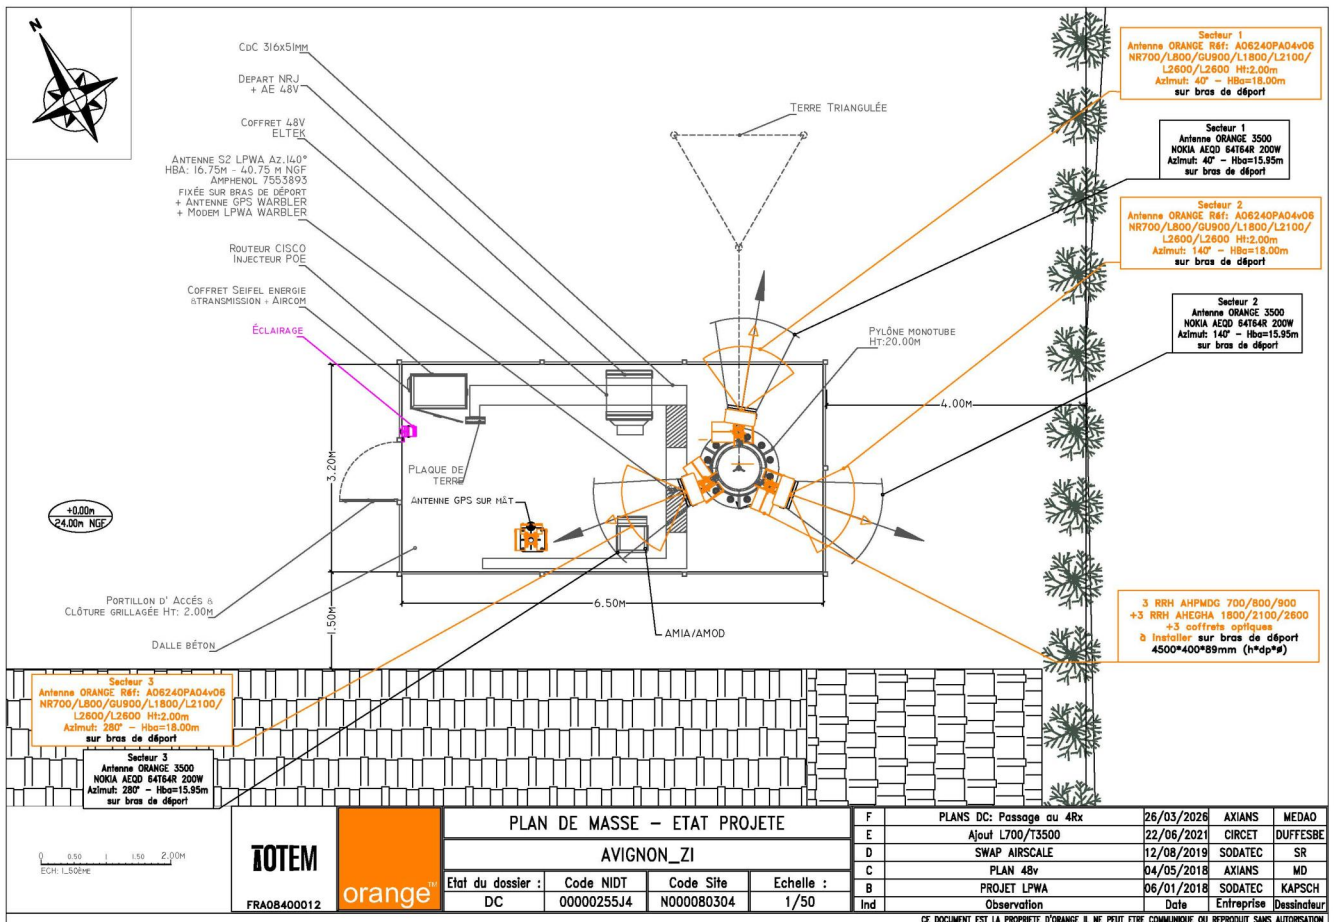 N
CDC 316X51MM
DEPART NRJ
+ AE 48V
COFFRET 48V
ELTEK
ANTENNE S2 LPWA AZ.140°
HBA: 16.75M - 40.75 M NGF
AMPHENOL 7553893
FIXÉE SUR BRAS DE DÉPORT
+ ANTENNE GPS WARBLER
+ MODEM LPWA WARBLER
ROUTEUR CISCO
INJECTEUR POE
COFFRET SEIFEL ENERGIE
&TRANSMISSION + AIRCOM
ÉCLAIRAGE
TERRE TRIANGULÉE
PYLÔNE MONOTUBE
HT:20.00M
Secteur 1
Antenne ORANGE Réf: A06240PA04v06
NR700/L800/GU900/L1800/L2100/
L2600/L2600 Ht:2.00m
Azimut: 40° - HBa=18.00m
sur bras de déport
Secteur 1
Antenne ORANGE 3500
NOKIA AEQD 64T64R 200W
Azimut: 40° - Hba=15.95m
sur bras de déport
Secteur 2
Antenne ORANGE Réf: A06240PA04v06
NR700/L800/GU900/L1800/L2100/
L2600/L2600 Ht:2.00m
Azimut: 140° - HBa=18.00m
sur bras de déport
Secteur 2
Antenne ORANGE 3500
NOKIA AEQD 64T64R 200W
Azimut: 140° - Hba=15.95m
sur bras de déport
4.00M
3.20M
PLAQUE DE
TERRE
ANTENNE GPS SUR MÂT
+0.00m
24.00m NGF
6.50M
1.50M
PORTILLON D' ACCÉS &
CLÔTURE GRILLAGÉE HT: 2.00M
DALLE BÉTON
AMIA/AMOD
3 RRH AHPMDG 700/800/900
+3 RRH AHEGHA 1800/2100/2600
+3 coffrets optiques
à installer sur bras de déport
4500*400*89mm (h*dp*ø)
Secteur 3
Antenne ORANGE Réf: A06240PA04v06
NR700/L800/GU900/L1800/L2100/
L2600/L2600 Ht:2.00m
Azimut: 280° - Hba=18.00m
sur bras de déport
Secteur 3
Antenne ORANGE 3500
NOKIA AEQD 64T64R 200W
Azimut: 280° - Hba=15.95m
sur bras de déport
0 0.50 1 1.50 2.00M
ECH: 1_50ÈME
TOTEM
FRA08400012
orange™
PLAN DE MASSE - ETAT PROJETE
AVIGNON_ZI
Etat du dossier : Code NIDT Code Site Echelle :
DC 00000255J4 N000080304 1/50
F PLANS DC: Passage au 4Rx 26/03/2026 AXIANS MEDAO
E Ajout L700/T3500 22/06/2021 CIRCET DUFFESBE
D SWAP AIRSCALE 12/08/2019 SODATEC SR
C PLAN 48v 04/05/2018 AXIANS MD
B PROJET LPWA 06/01/2018 SODATEC KAPSCH
Ind Observation Date Entreprise Dessinateur
CE DOCUMENT EST LA PROPRIETE D'ORANGE IL NE PEUT ETRE COMMUNIQUE OU REPRODUIT SANS AUTORISATION